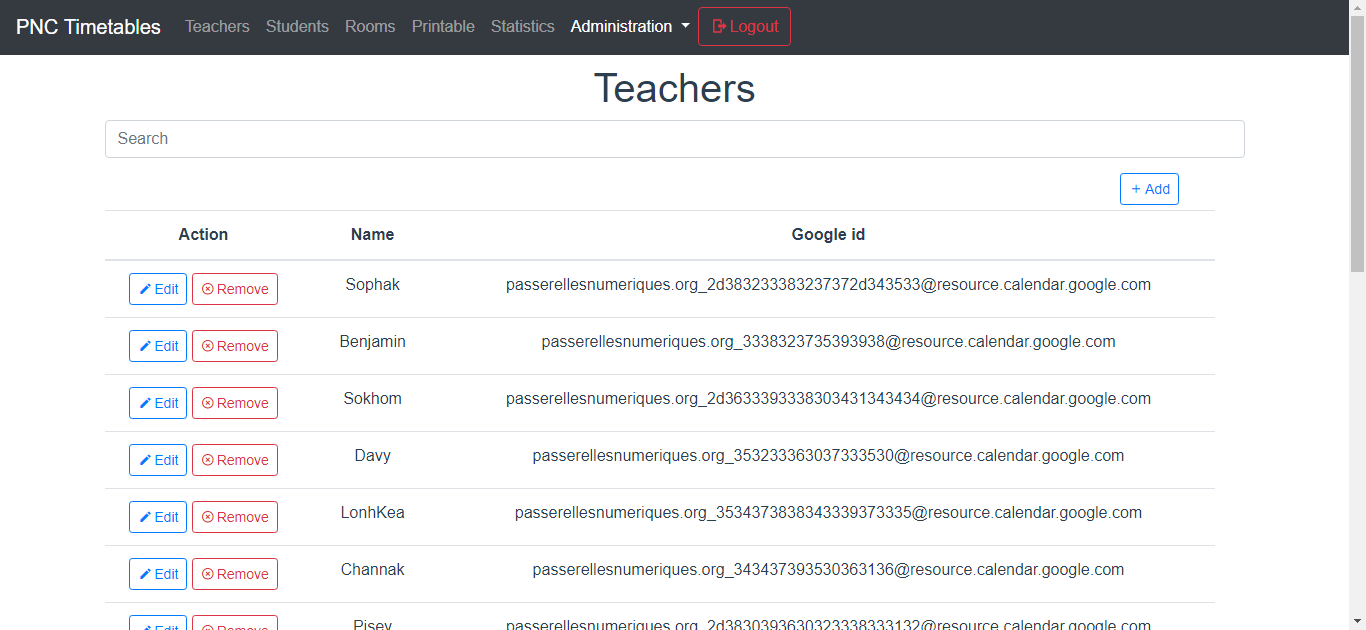 PNC Timetables Teachers Students Rooms Printable Statistics Administration Logout
Teachers
Search
+ Add
Action Name Google id
Edit Remove Sophak passerellesnumeriques.org_2d383233383237372d343533@resource.calendar.google.com
Edit Remove Benjamin passerellesnumeriques.org_3338323735393938@resource.calendar.google.com
Edit Remove Sokhom passerellesnumeriques.org_2d3633393338303431343434@resource.calendar.google.com
Edit Remove Davy passerellesnumeriques.org_353233363037333530@resource.calendar.google.com
Edit Remove LonhKea passerellesnumeriques.org_3534373838343339373335@resource.calendar.google.com
Edit Remove Channak passerellesnumeriques.org_343437393530363136@resource.calendar.google.com
Edit Remove Pisey passerellesnumeriques.org_2d3830393630323338333132@resource.calendar.google.com